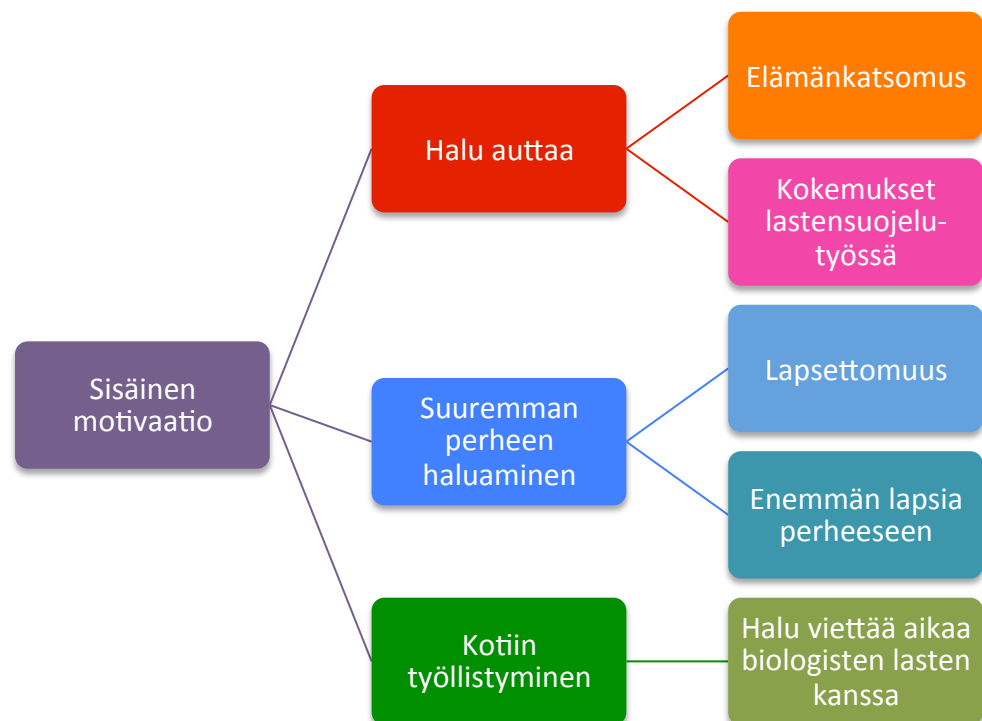 Sisäinen
motivaatio
Halu auttaa
Elämänkatsomus
Kokemukset
lastensuojelu-
työssä
Suuremman
perheen
haluaminen
Lapsettomuus
Enemmän lapsia
perheeseen
Kotiin
työllistyminen
Halu viettää aikaa
biologisten lasten
kanssa